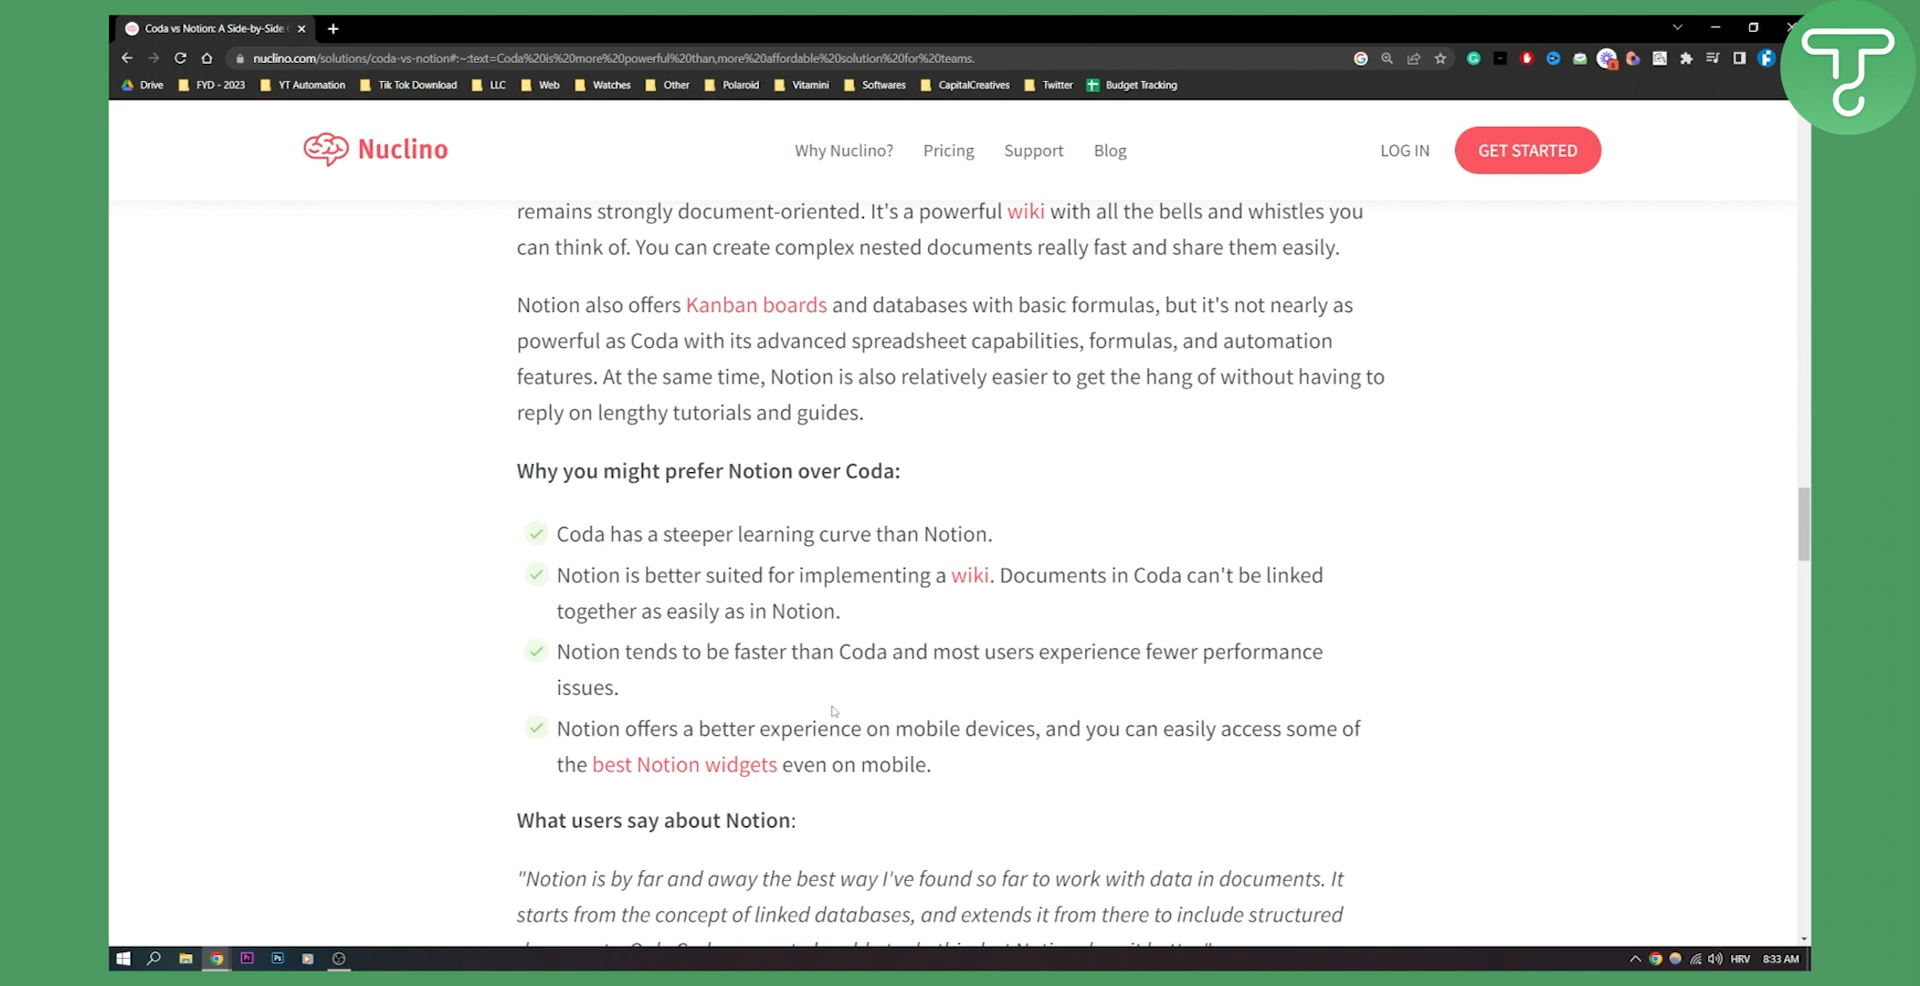 Coda vs Notion: A Side-by-Side
nuclino.com/solutions/coda-vs-notion#:~:text=Coda%20is%20more%20powerful%20than,more%20affordable%20solution%20for%20teams.
Drive FYD - 2023 YT Automation Tik Tok Download LLC Web Watches Other Polaroid Vitamini Softwares CapitalCreatives Twitter Budget Tracking
Nuclino Why Nuclino? Pricing Support Blog LOG IN GET STARTED
remains strongly document-oriented. It's a powerful wiki with all the bells and whistles you
can think of. You can create complex nested documents really fast and share them easily.
Notion also offers Kanban boards and databases with basic formulas, but it's not nearly as
powerful as Coda with its advanced spreadsheet capabilities, formulas, and automation
features. At the same time, Notion is also relatively easier to get the hang of without having to
reply on lengthy tutorials and guides.
Why you might prefer Notion over Coda:
Coda has a steeper learning curve than Notion.
Notion is better suited for implementing a wiki. Documents in Coda can't be linked
together as easily as in Notion.
Notion tends to be faster than Coda and most users experience fewer performance
issues.
Notion offers a better experience on mobile devices, and you can easily access some of
the best Notion widgets even on mobile.
What users say about Notion:
"Notion is by far and away the best way I've found so far to work with data in documents. It
starts from the concept of linked databases, and extends it from there to include structured
HRV 8:33 AM